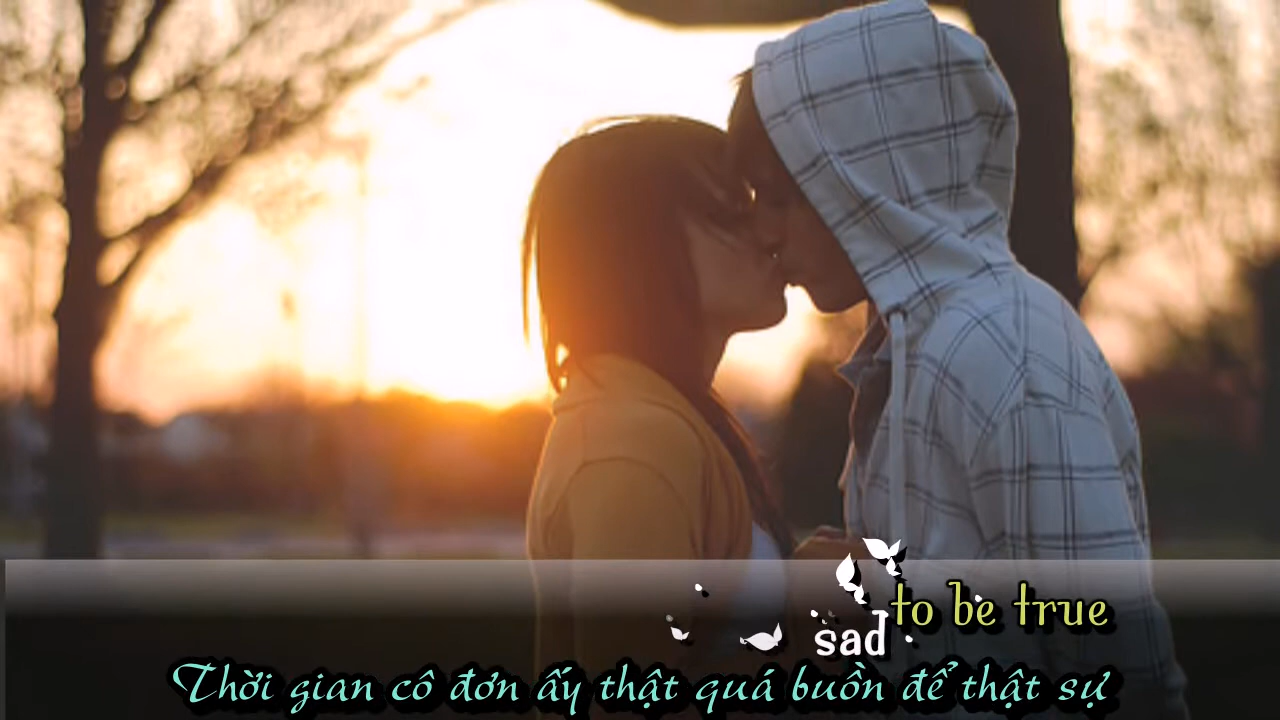 sad to be true
Thời gian cô đơn ấy thật quá buồn để thật sự